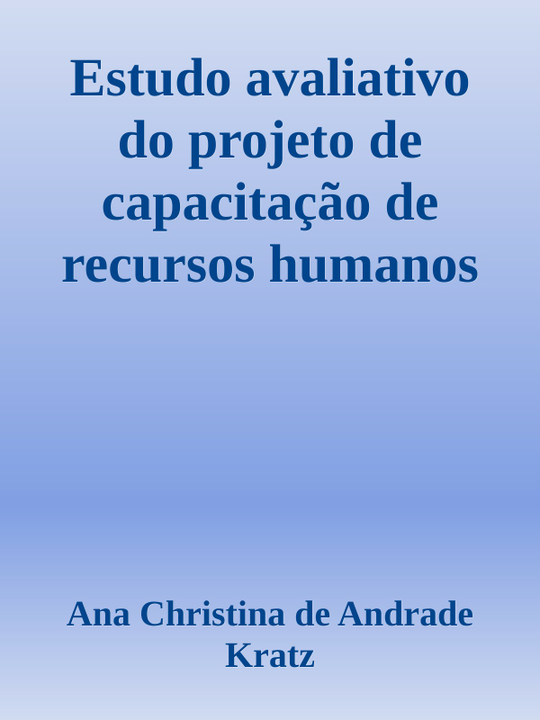 Estudo avaliativo
do projeto de
capacitação de
recursos humanos
Ana Christina de Andrade
Kratz